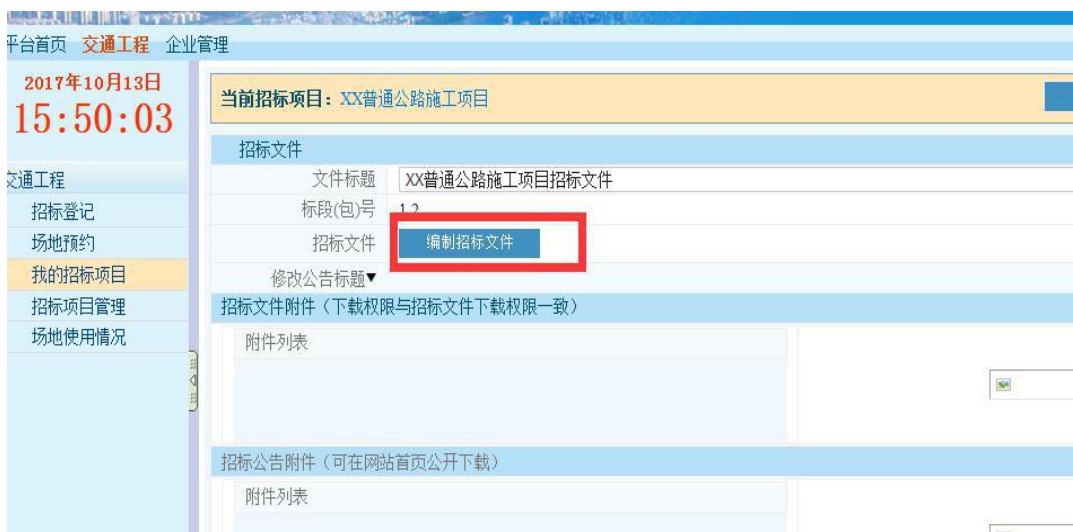 平台首页 交通工程 企业管理
2017年10月13日
15:50:03
当前招标项目：XX普通公路施工项目
交通工程
招标登记
场地预约
我的招标项目
招标项目管理
场地使用情况
招标文件
文件标题 XX普通公路施工项目招标文件
标段(包)号 1,2
招标文件 编制招标文件
修改公告标题▼
招标文件附件（下载权限与招标文件下载权限一致）
附件列表
招标公告附件（可在网站首页公开下载）
附件列表